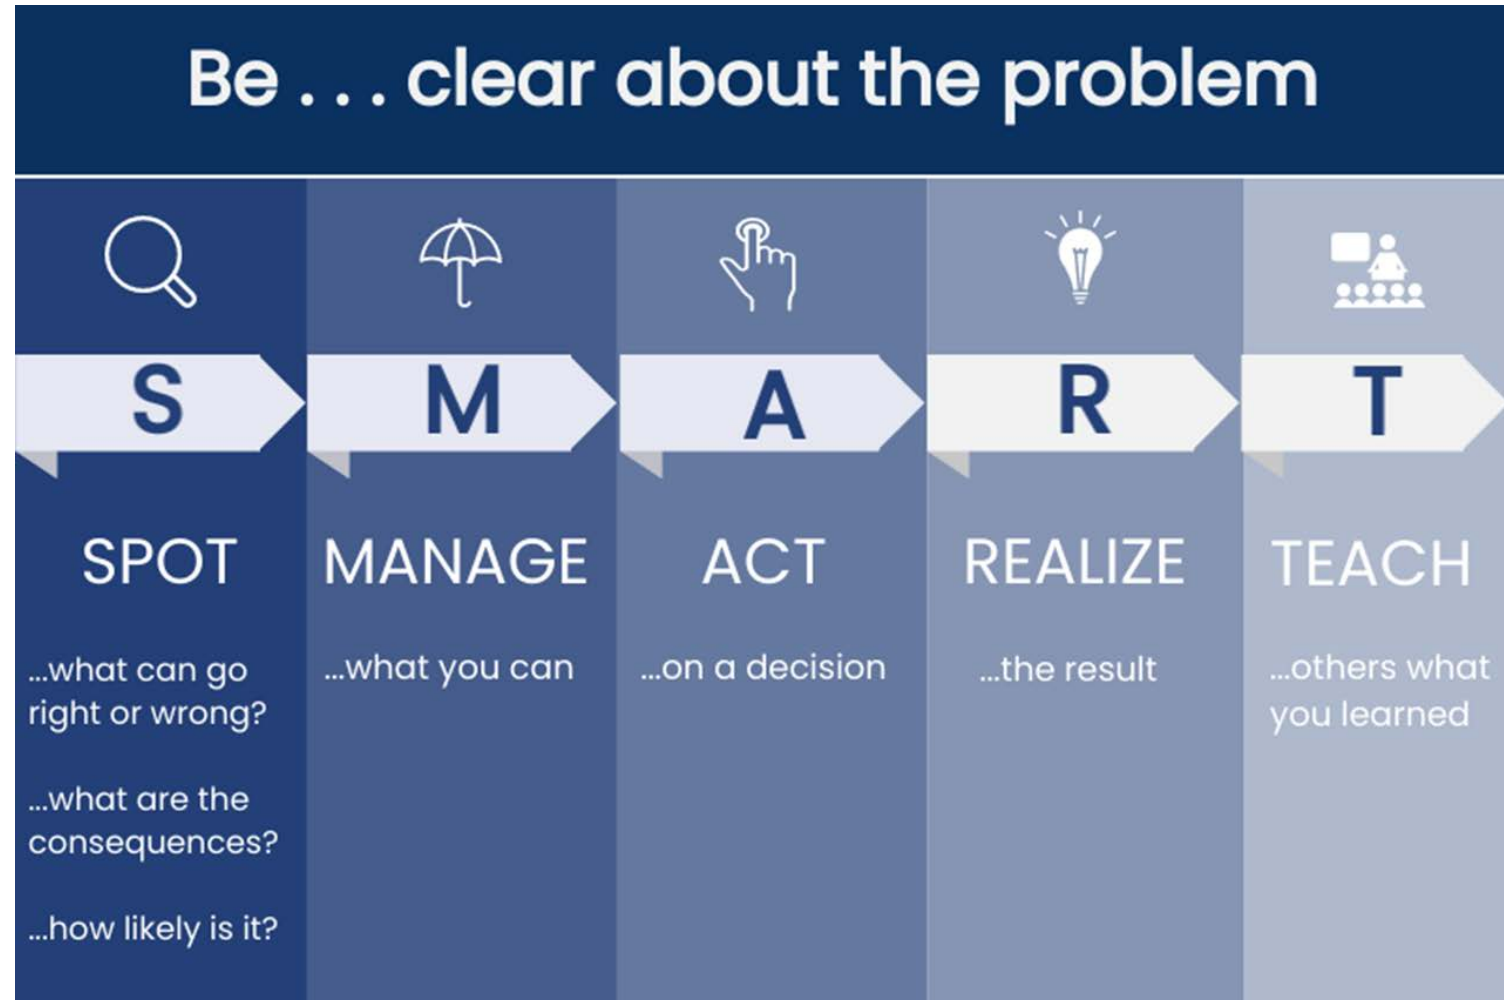 Be . . . clear about the problem
S
M
A
R
T
SPOT
...what can go
right or wrong?
...what are the
consequences?
...how likely is it?
MANAGE
...what you can
ACT
...on a decision
REALIZE
...the result
TEACH
...others what
you learned